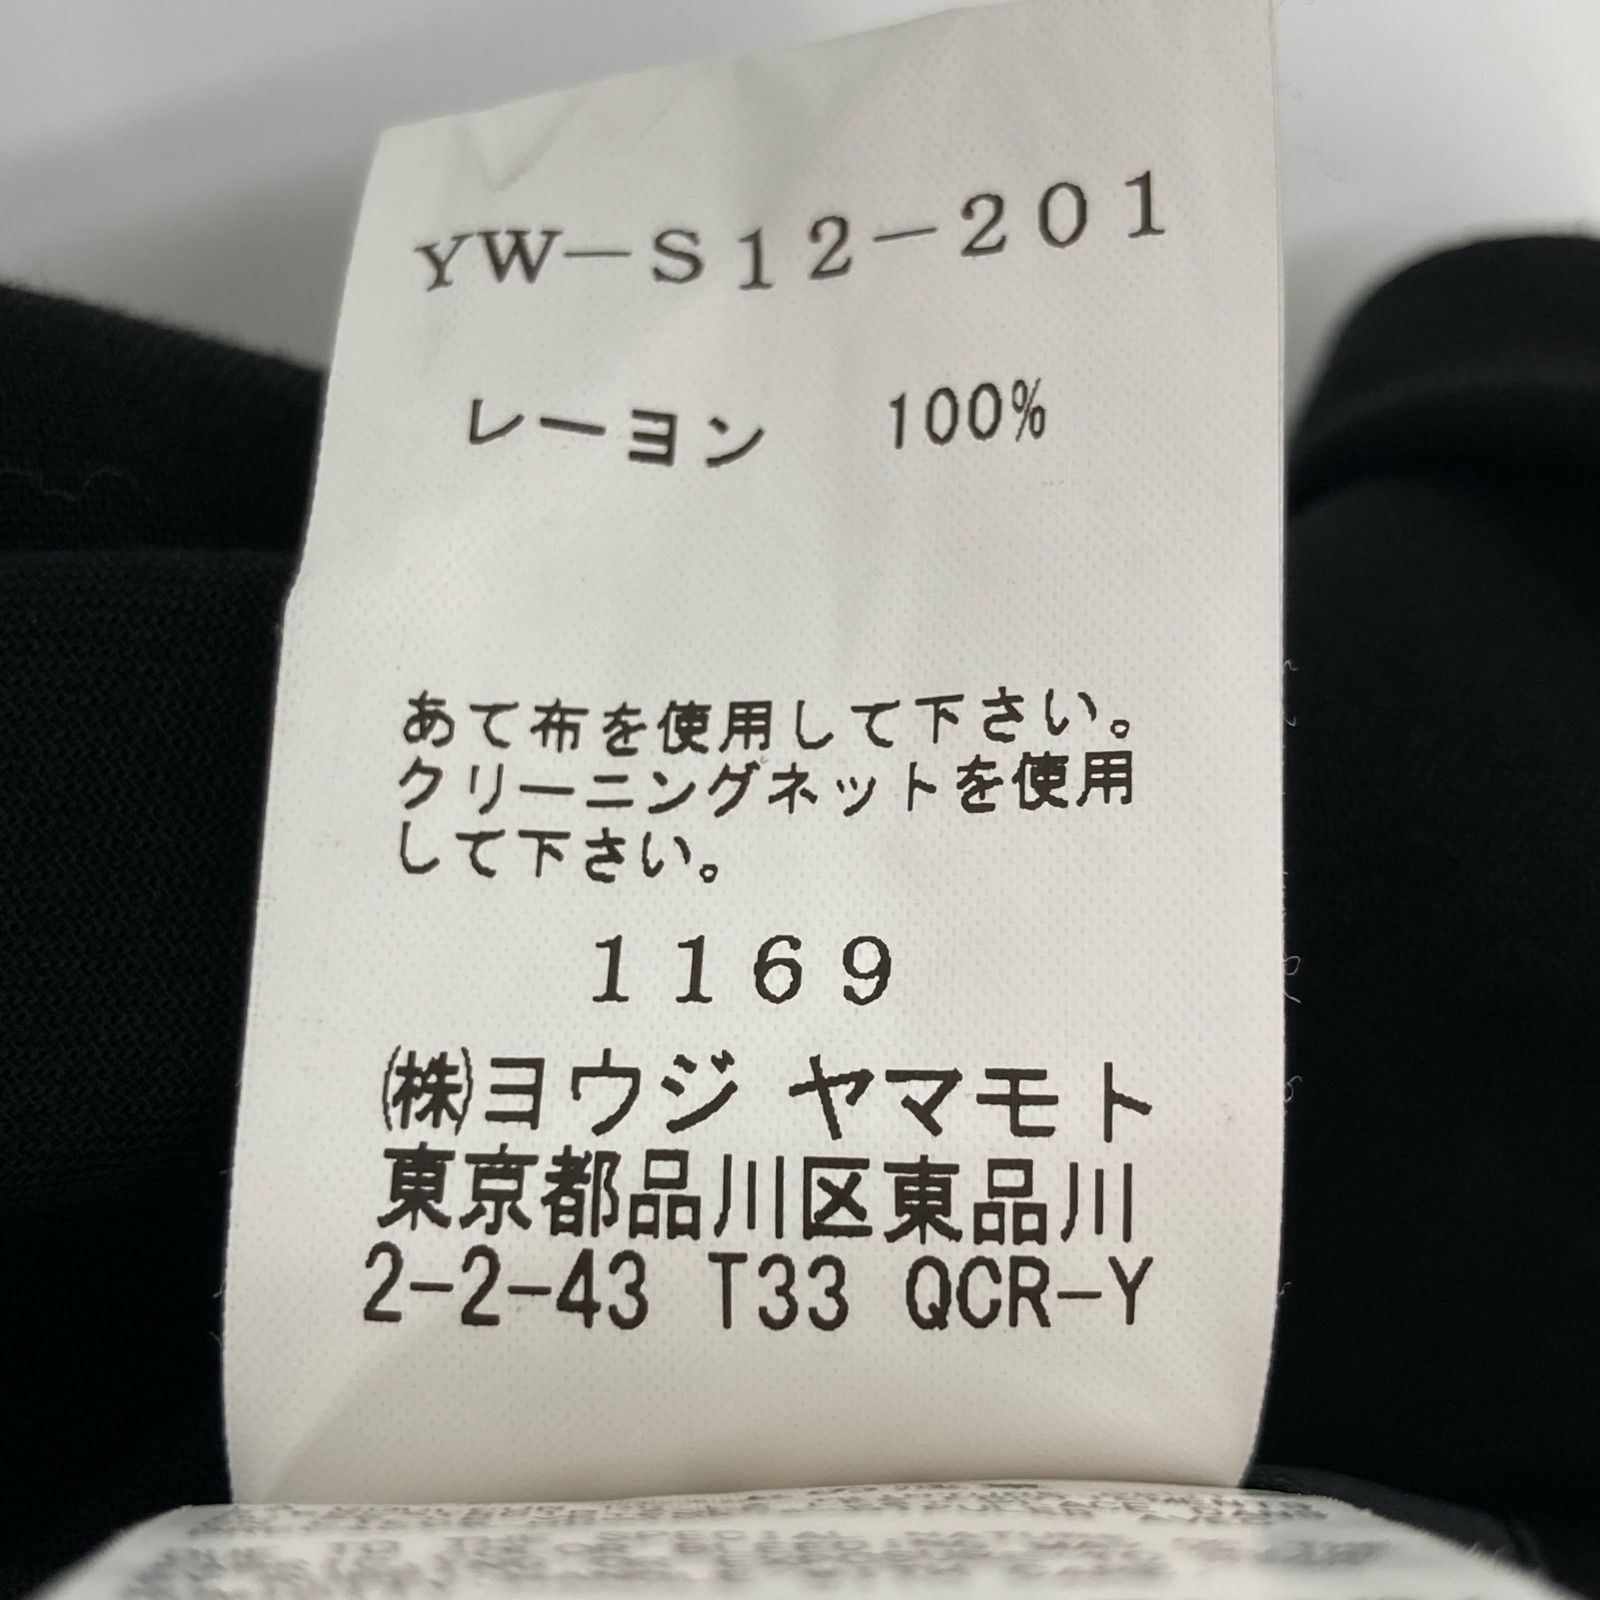 YW-S12-201
レーヨン 100%
あて布を使用して下さい。
クリーニングネットを使用
して下さい。
1169
㈱ヨウジ ヤマモト
東京都品川区東品川
2-2-43 T33 QCR-Y